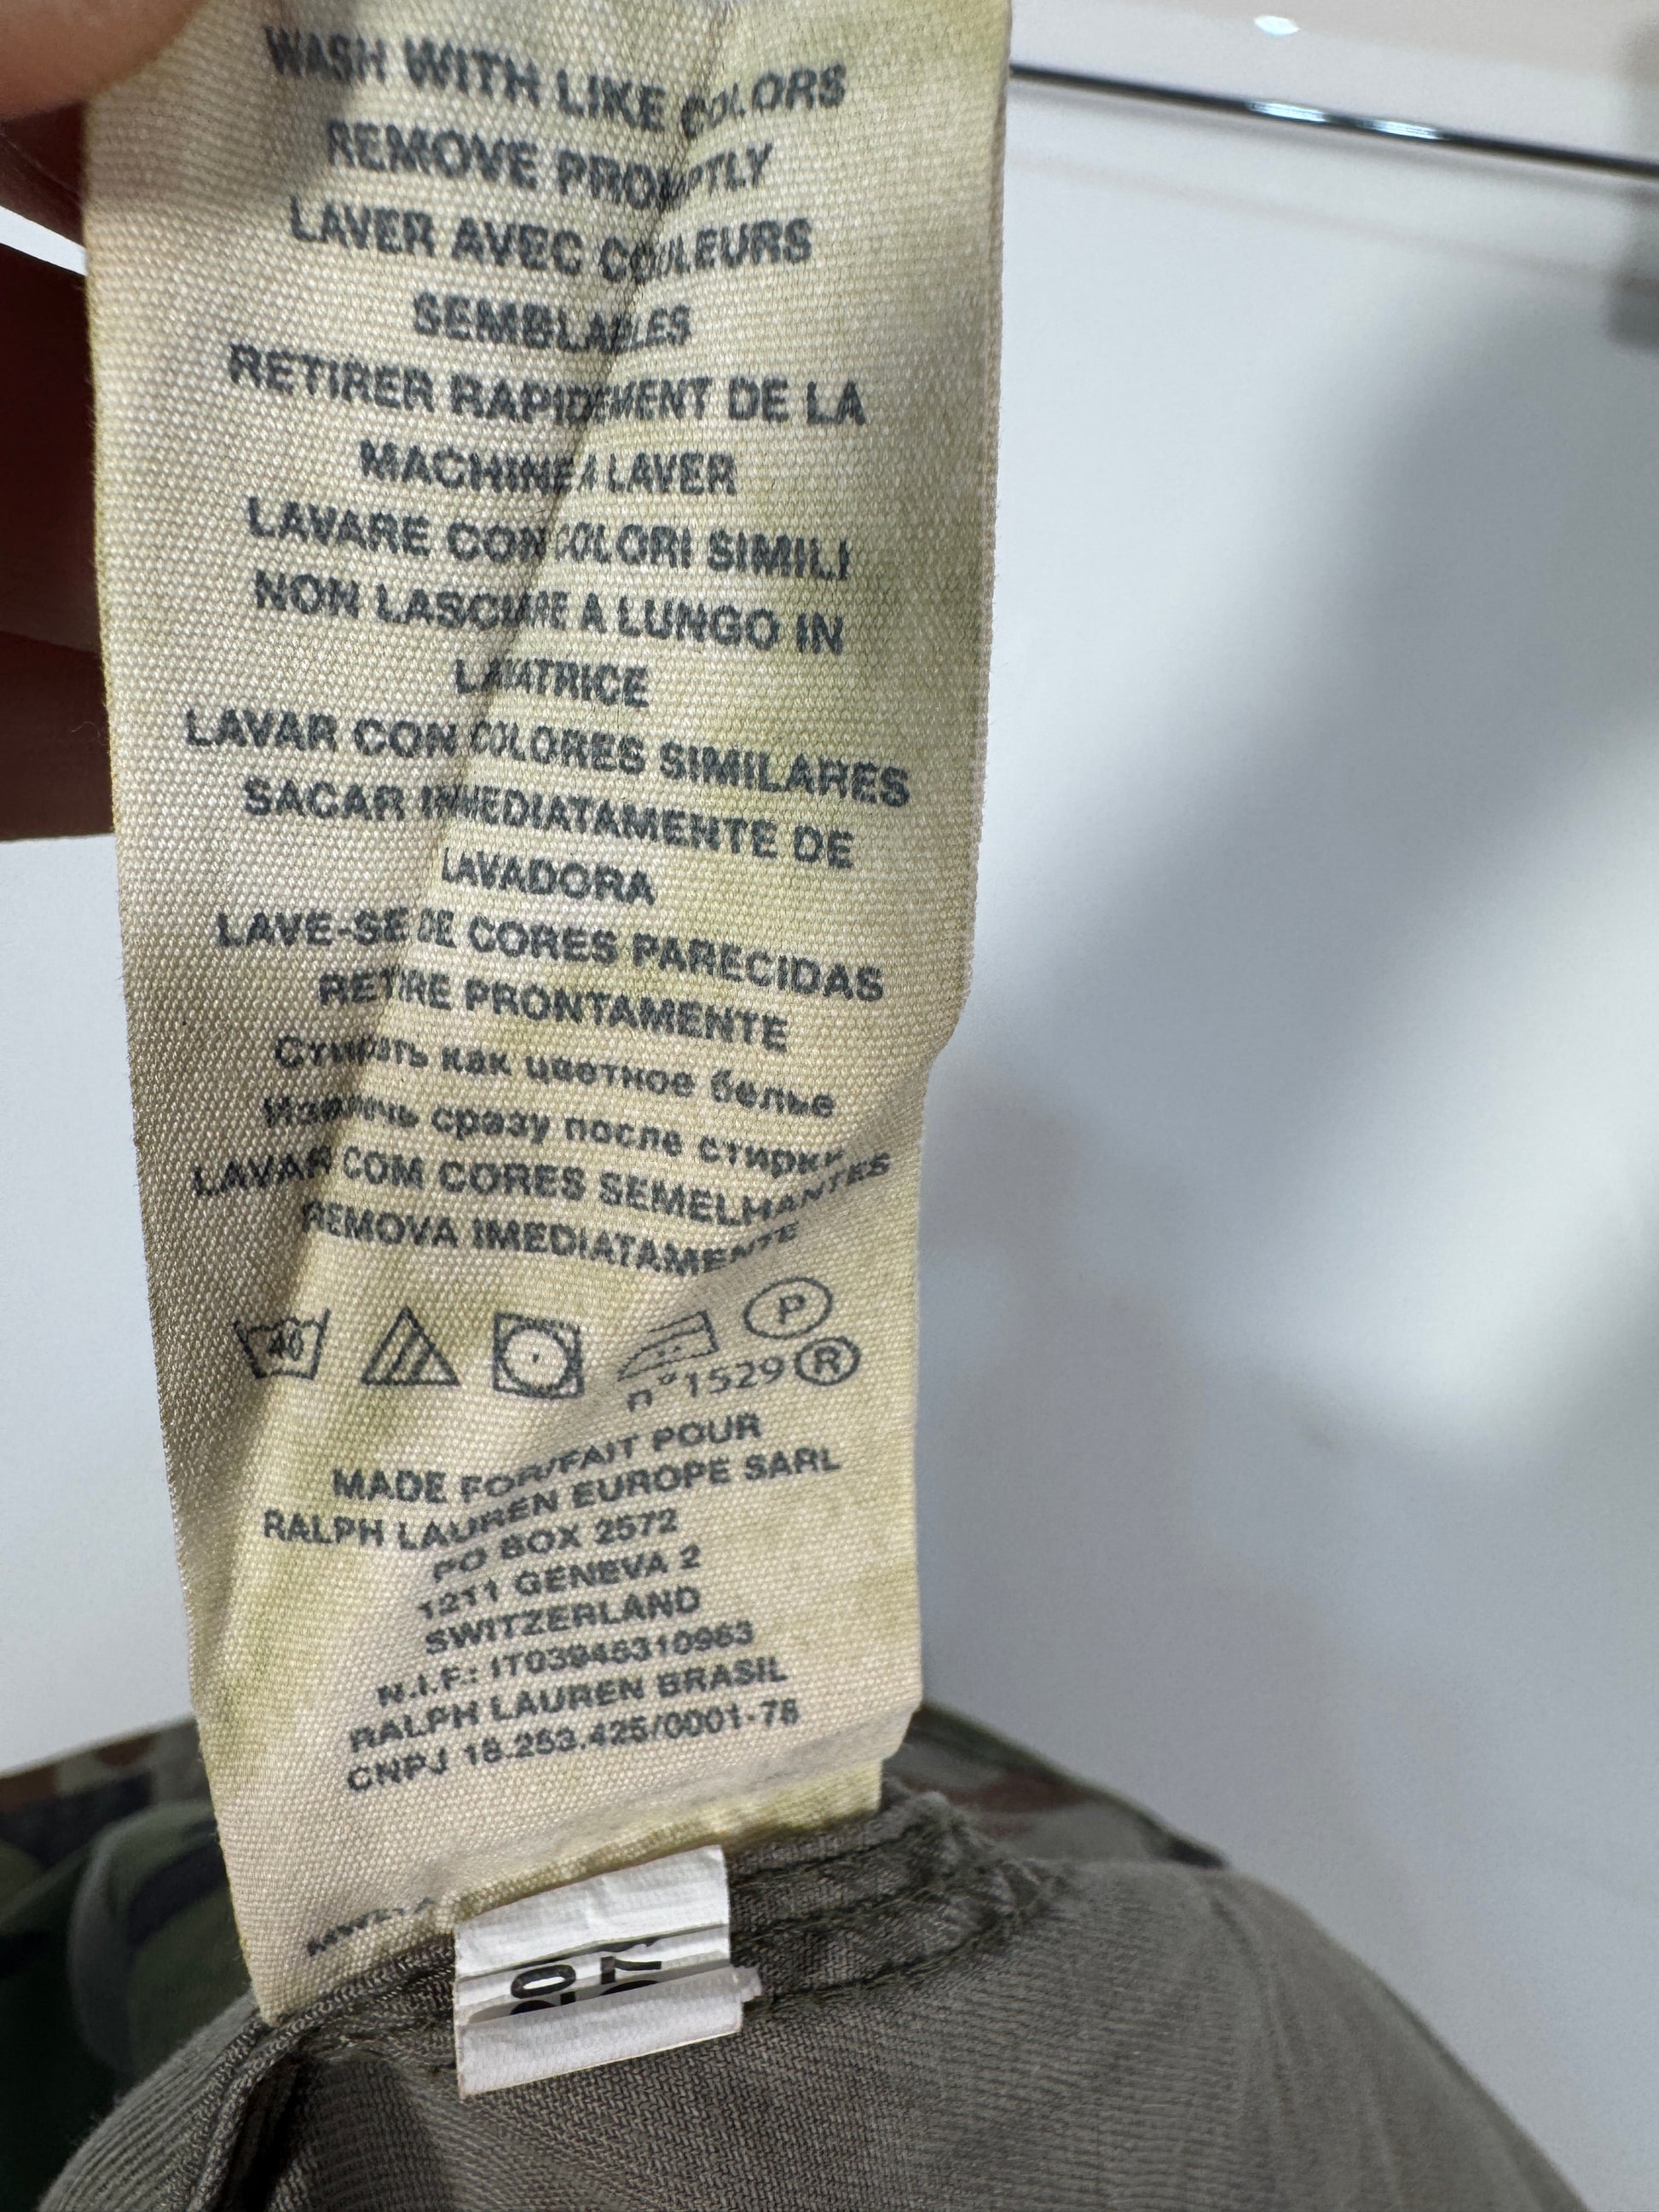 WASH WITH LIKE COLORS
REMOVE PROMPTLY
LAVER AVEC COULEURS
SEMBLABLES
RETIRER RAPIDEMENT DE LA
MACHINE A LAVER
LAVARE CON COLORI SIMILI
NON LASCIARE A LUNGO IN
LAVATRICE
LAVAR CON COLORES SIMILARES
SACAR INMEDIATAMENTE DE
LAVADORA
LAVE-SE DE CORES PARECIDAS
RETIRE PRONTAMENTE
Стирать как цветное белье
Извлечь сразу после стирки
LAVAR COM CORES SEMELHANTES
REMOVA IMEDIATAMENTE
40
P
n°1529 ®
MADE FOR/FAIT POUR
RALPH LAUREN EUROPE SARL
PO BOX 2572
1211 GENEVA 2
SWITZERLAND
N.I.F.: IT03946310963
RALPH LAUREN BRASIL
CNPJ 18.253.425/0001-78